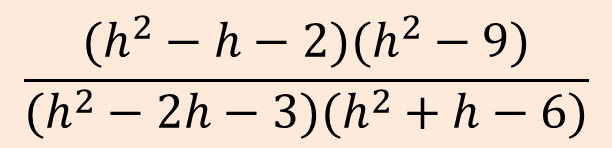 (h² − h − 2)(h² − 9)
(h² − 2h − 3)(h² + h − 6)